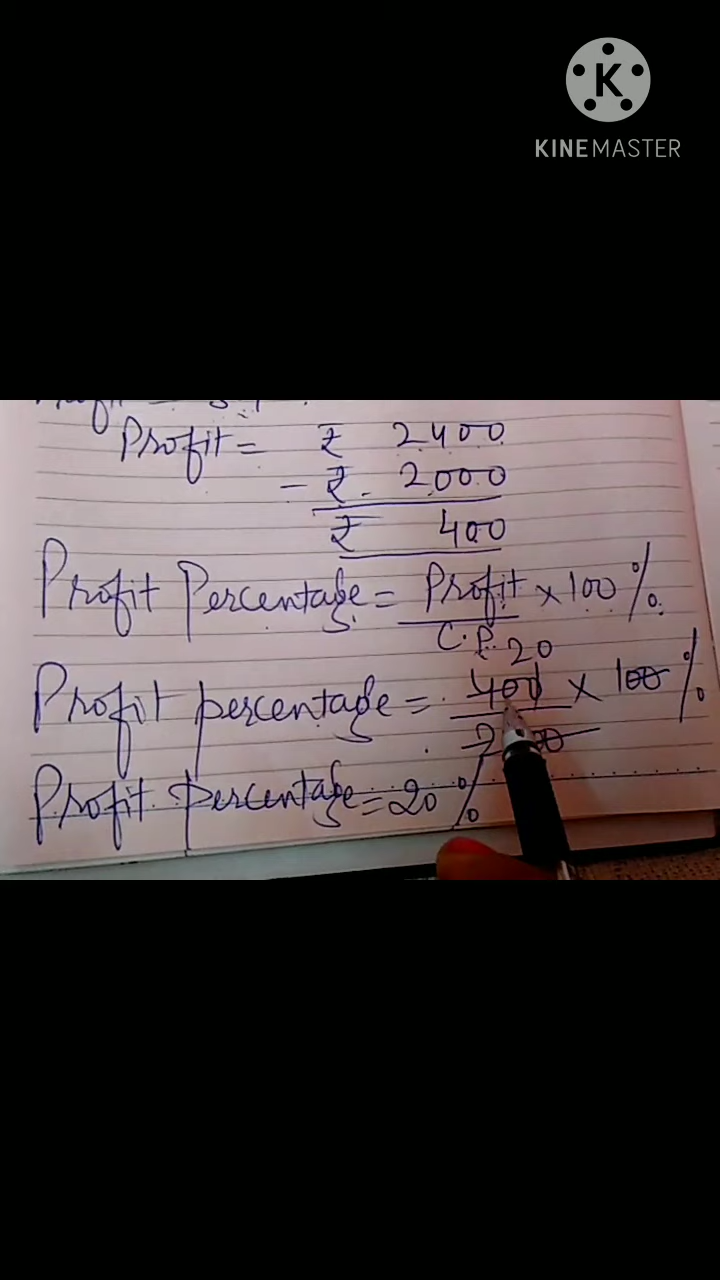 KINEMASTER
Profit = ₹ 2400
- ₹ 2000
₹ 400
Profit Percentage = Profit × 100 %
C.P.
20
Profit percentage = 400 × 100 %
Profit percentage = 20 %